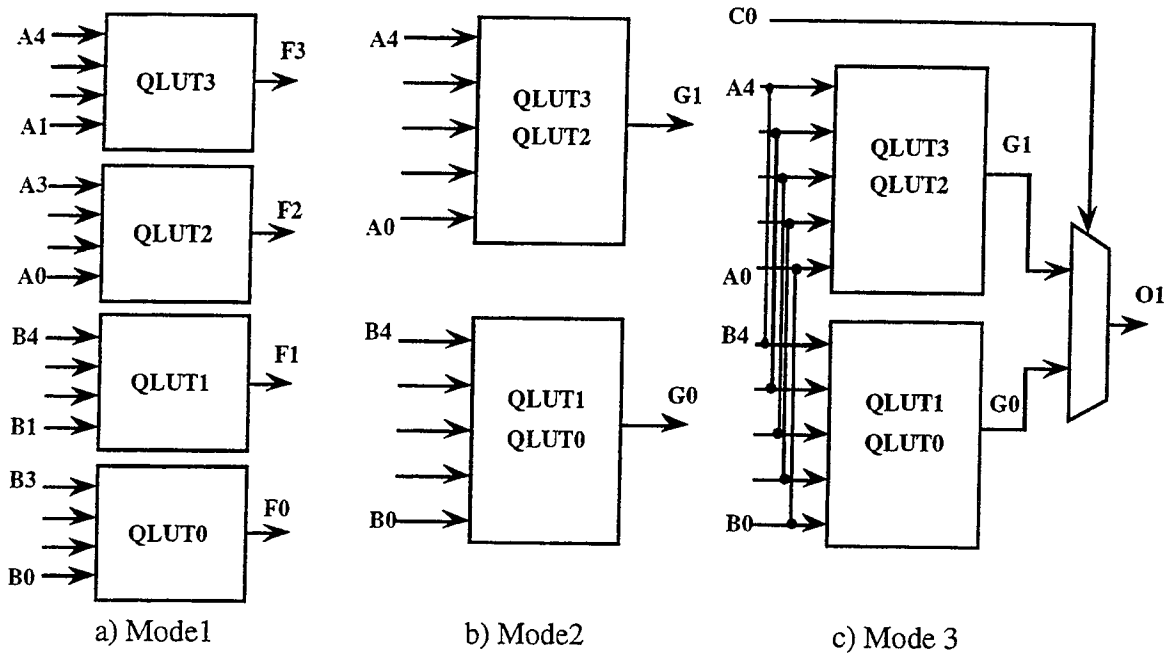 A4
QLUT3
F3
A1
A3
QLUT2
F2
A0
B4
QLUT1
F1
B1
B3
QLUT0
F0
B0
a) Mode1
A4
QLUT3
QLUT2
G1
A0
B4
QLUT1
QLUT0
G0
B0
b) Mode2
C0
A4
QLUT3
QLUT2
G1
A0
O1
B4
QLUT1
QLUT0
G0
B0
c) Mode 3